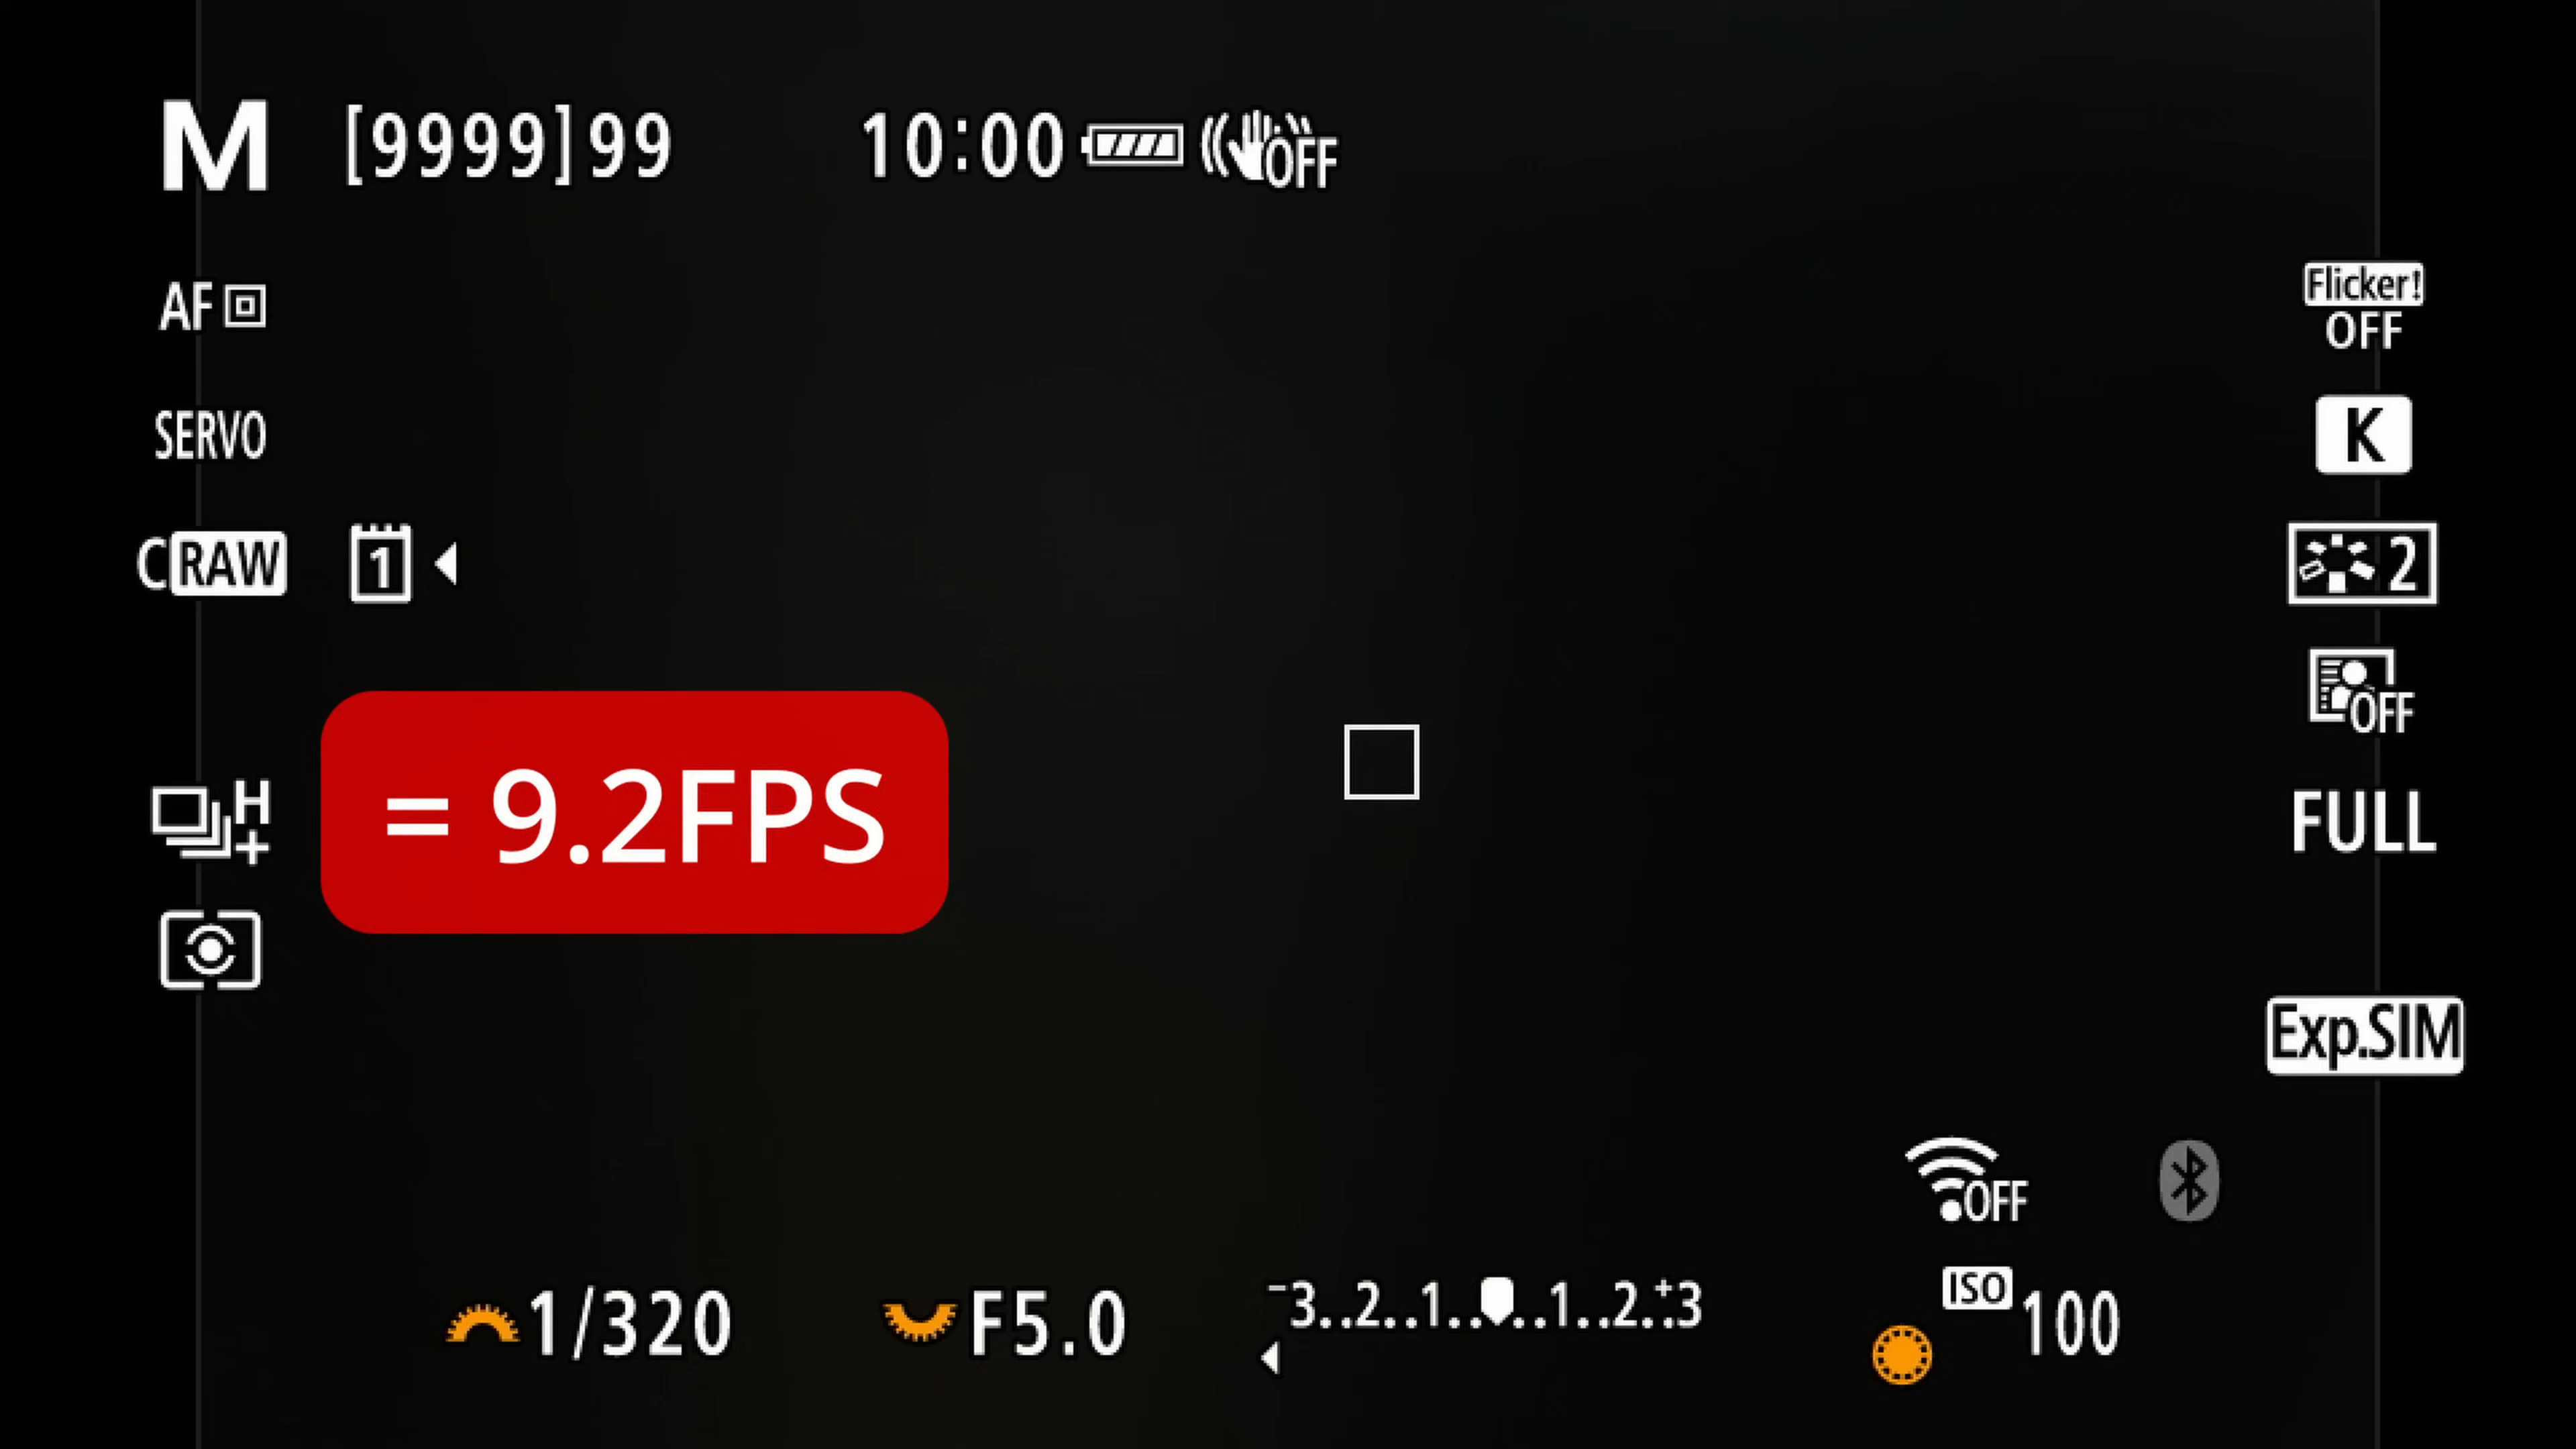 M [9999] 99 10:00 OFF
AF
Flicker!
OFF
SERVO
K
CRAW 1
2
OFF
H+
= 9.2FPS
FULL
Exp.SIM
OFF
1/320 F5.0 -3..2..1....1..2.:+3 ISO 100